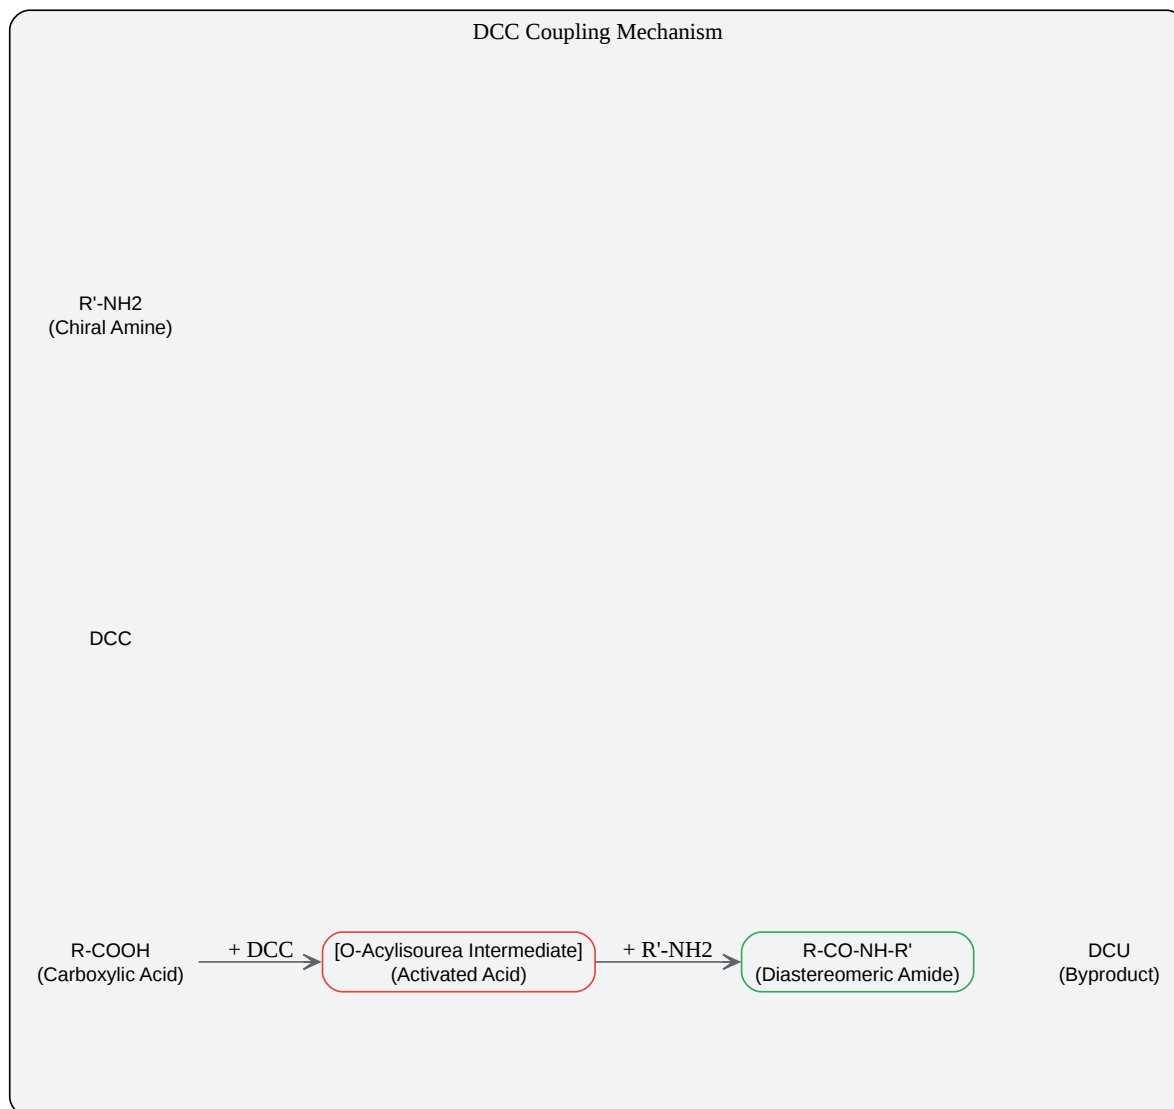 DCC Coupling Mechanism
R'-NH2
(Chiral Amine)
DCC
R-COOH
(Carboxylic Acid)
+ DCC
[O-Acylisourea Intermediate]
(Activated Acid)
+ R'-NH2
R-CO-NH-R'
(Diastereomeric Amide)
DCU
(Byproduct)